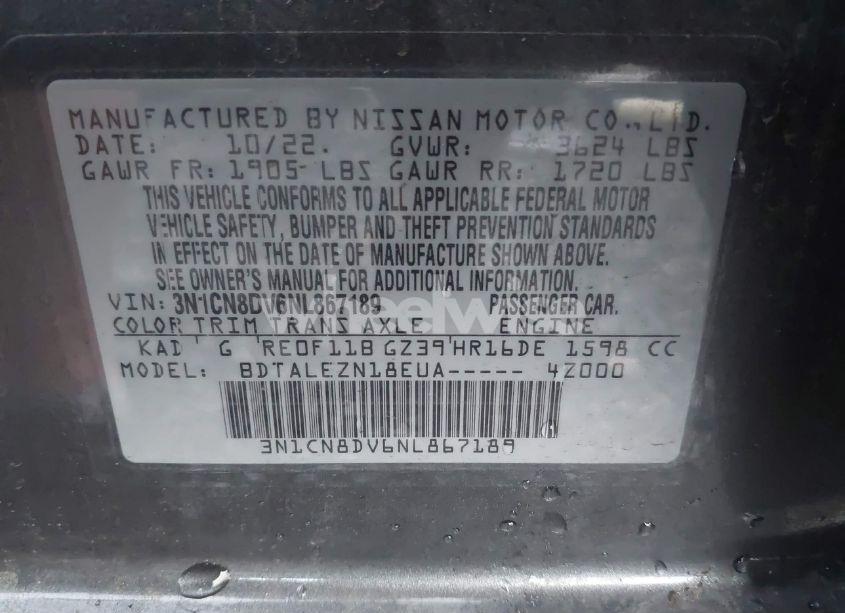 MANUFACTURED BY NISSAN MOTOR CO.,LTD.
DATE: 10/22. GVWR: 3624 LBS
GAWR FR: 1905 LBS GAWR RR: 1720 LBS
THIS VEHICLE CONFORMS TO ALL APPLICABLE FEDERAL MOTOR
VEHICLE SAFETY, BUMPER AND THEFT PREVENTION STANDARDS
IN EFFECT ON THE DATE OF MANUFACTURE SHOWN ABOVE.
SEE OWNER'S MANUAL FOR ADDITIONAL INFORMATION.
VIN: 3N1CN8DV6NL867189 PASSENGER CAR.
COLOR TRIM TRANS AXLE ENGINE
KAD G RE0F11B GZ39 HR16DE 1598 CC
MODEL: BDTALEZN18EUA----- 4Z000
3N1CN8DV6NL867189